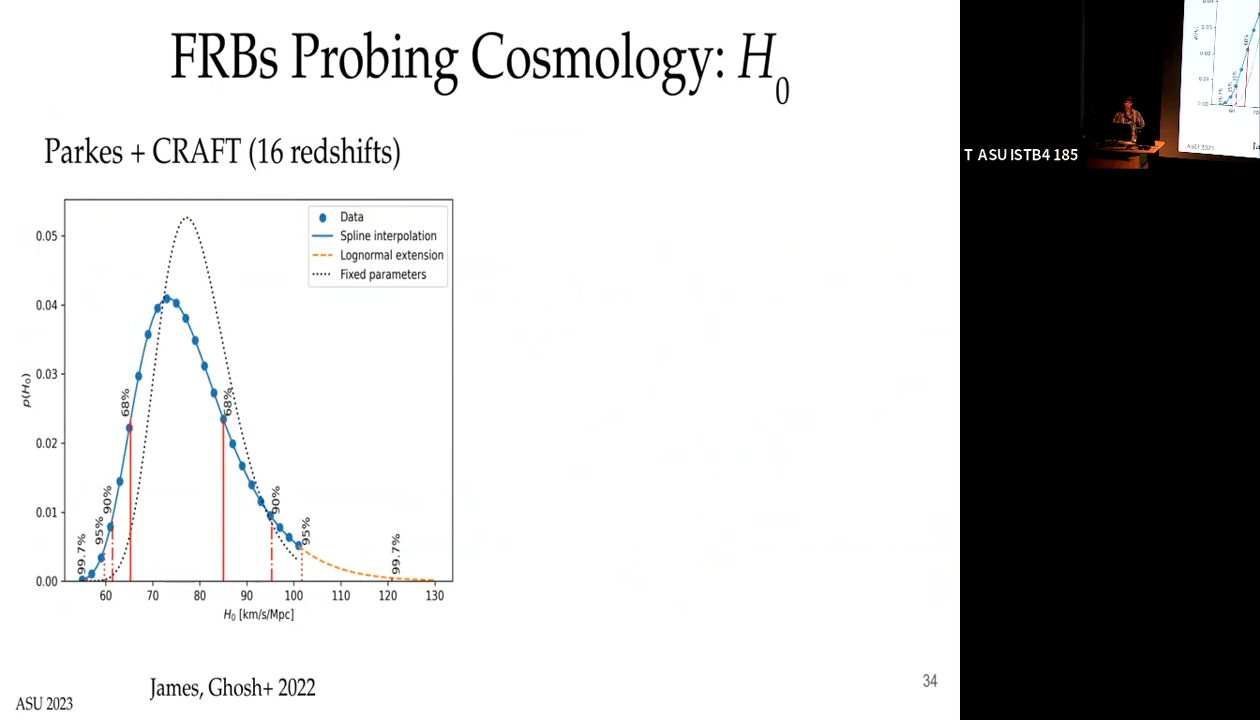 FRBs Probing Cosmology: H0
Parkes + CRAFT (16 redshifts)
Data
Spline interpolation
Lognormal extension
Fixed parameters
0.05
0.04
0.03
0.02
0.01
0.00
p(H0)
99.7%
95%
90%
68%
68%
90%
95%
99.7%
60 70 80 90 100 110 120 130
H0 [km/s/Mpc]
James, Ghosh+ 2022
ASU 2023
34
T ASU ISTB4 185
ASU 2023